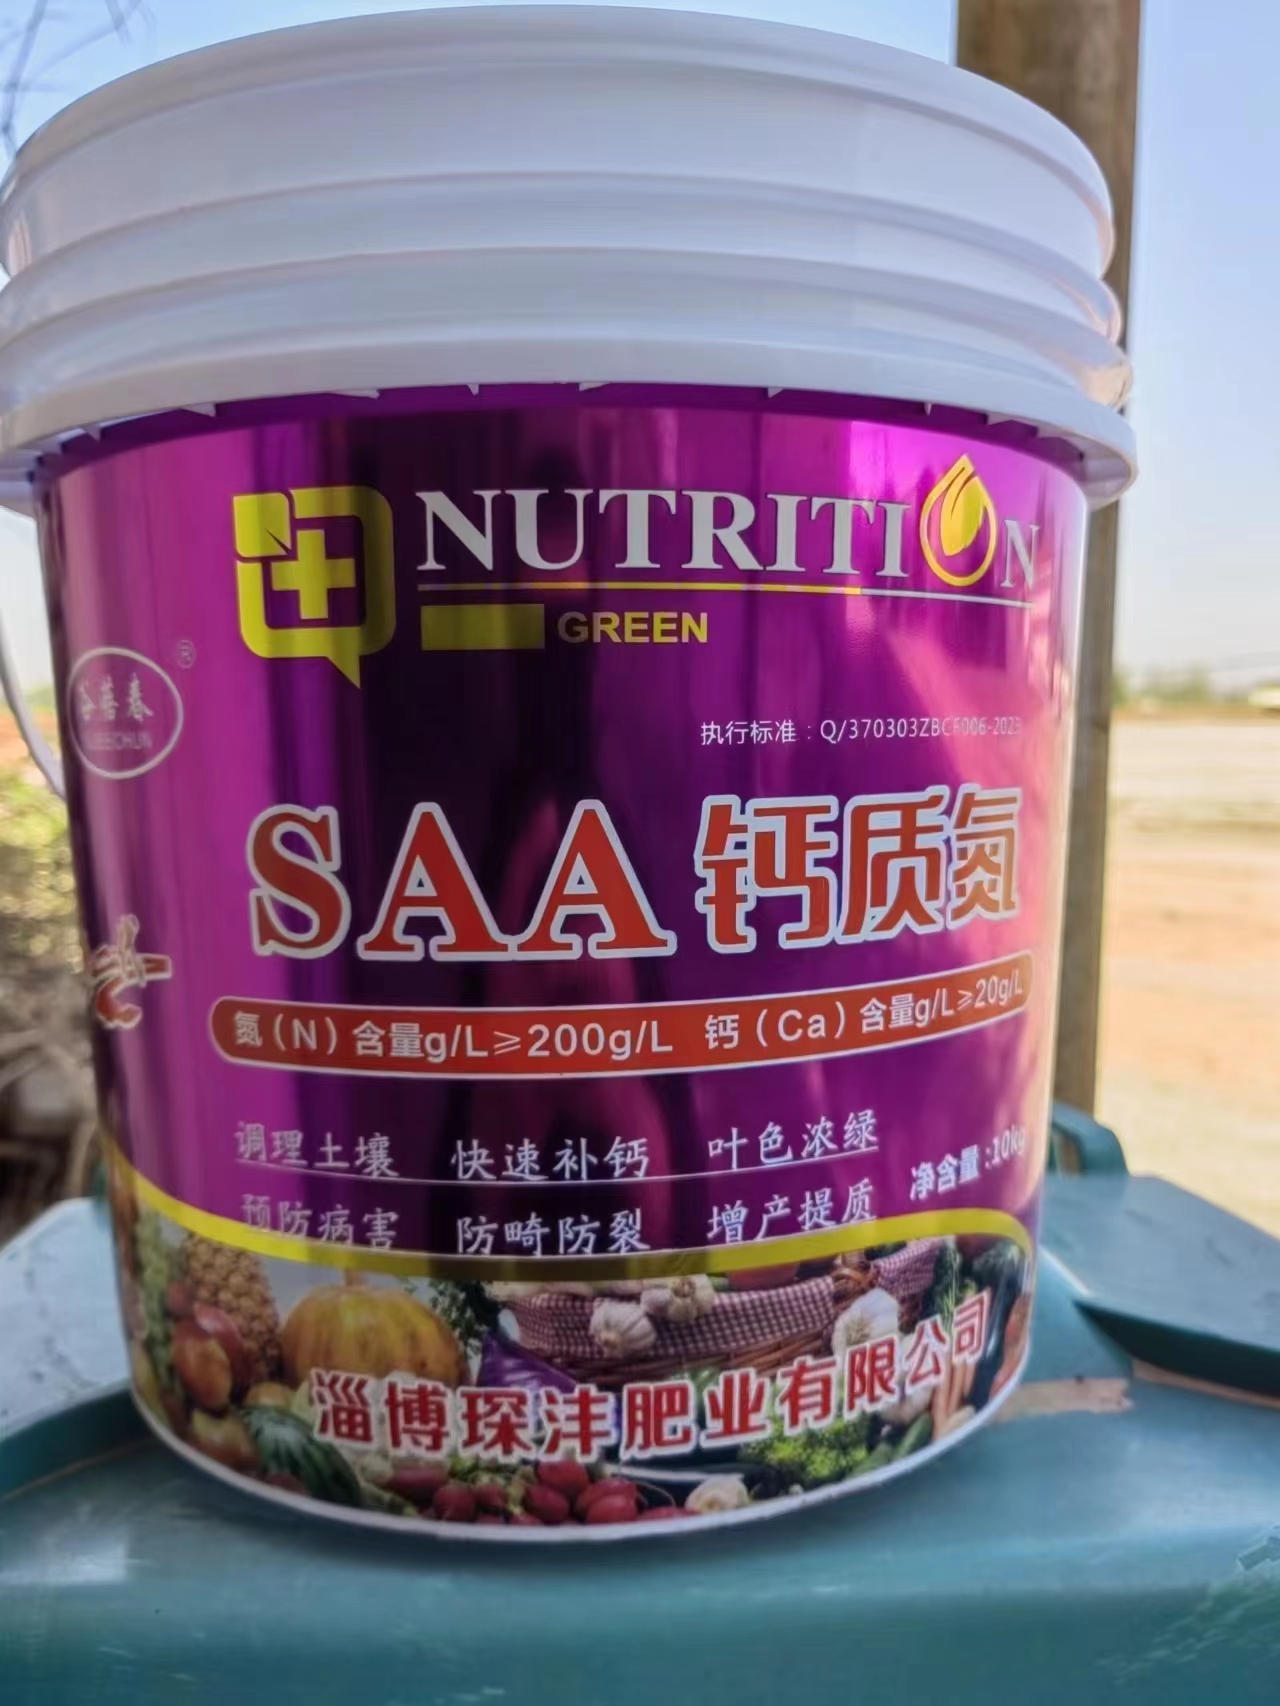 NUTRITION
GREEN
®
执行标准：Q/370303ZBCF006-2023
SAA 钙质氮
氮（N）含量g/L≥200g/L 钙（Ca）含量g/L≥20g/L
调理土壤 快速补钙 叶色浓绿
预防病害 防畸防裂 增产提质
净含量:10kg
淄博琛沣肥业有限公司